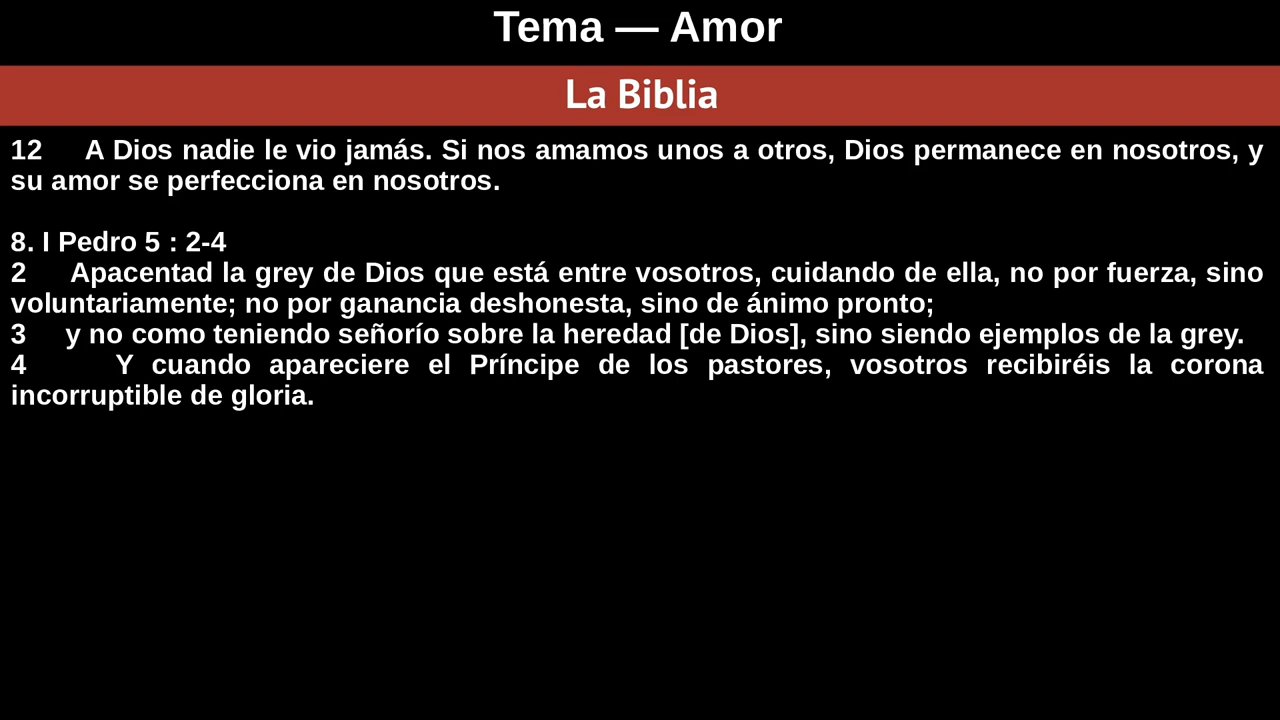 Tema — Amor
La Biblia
12 A Dios nadie le vio jamás. Si nos amamos unos a otros, Dios permanece en nosotros, y
su amor se perfecciona en nosotros.
8. I Pedro 5 : 2-4
2 Apacentad la grey de Dios que está entre vosotros, cuidando de ella, no por fuerza, sino
voluntariamente; no por ganancia deshonesta, sino de ánimo pronto;
3 y no como teniendo señorío sobre la heredad [de Dios], sino siendo ejemplos de la grey.
4 Y cuando apareciere el Príncipe de los pastores, vosotros recibiréis la corona
incorruptible de gloria.